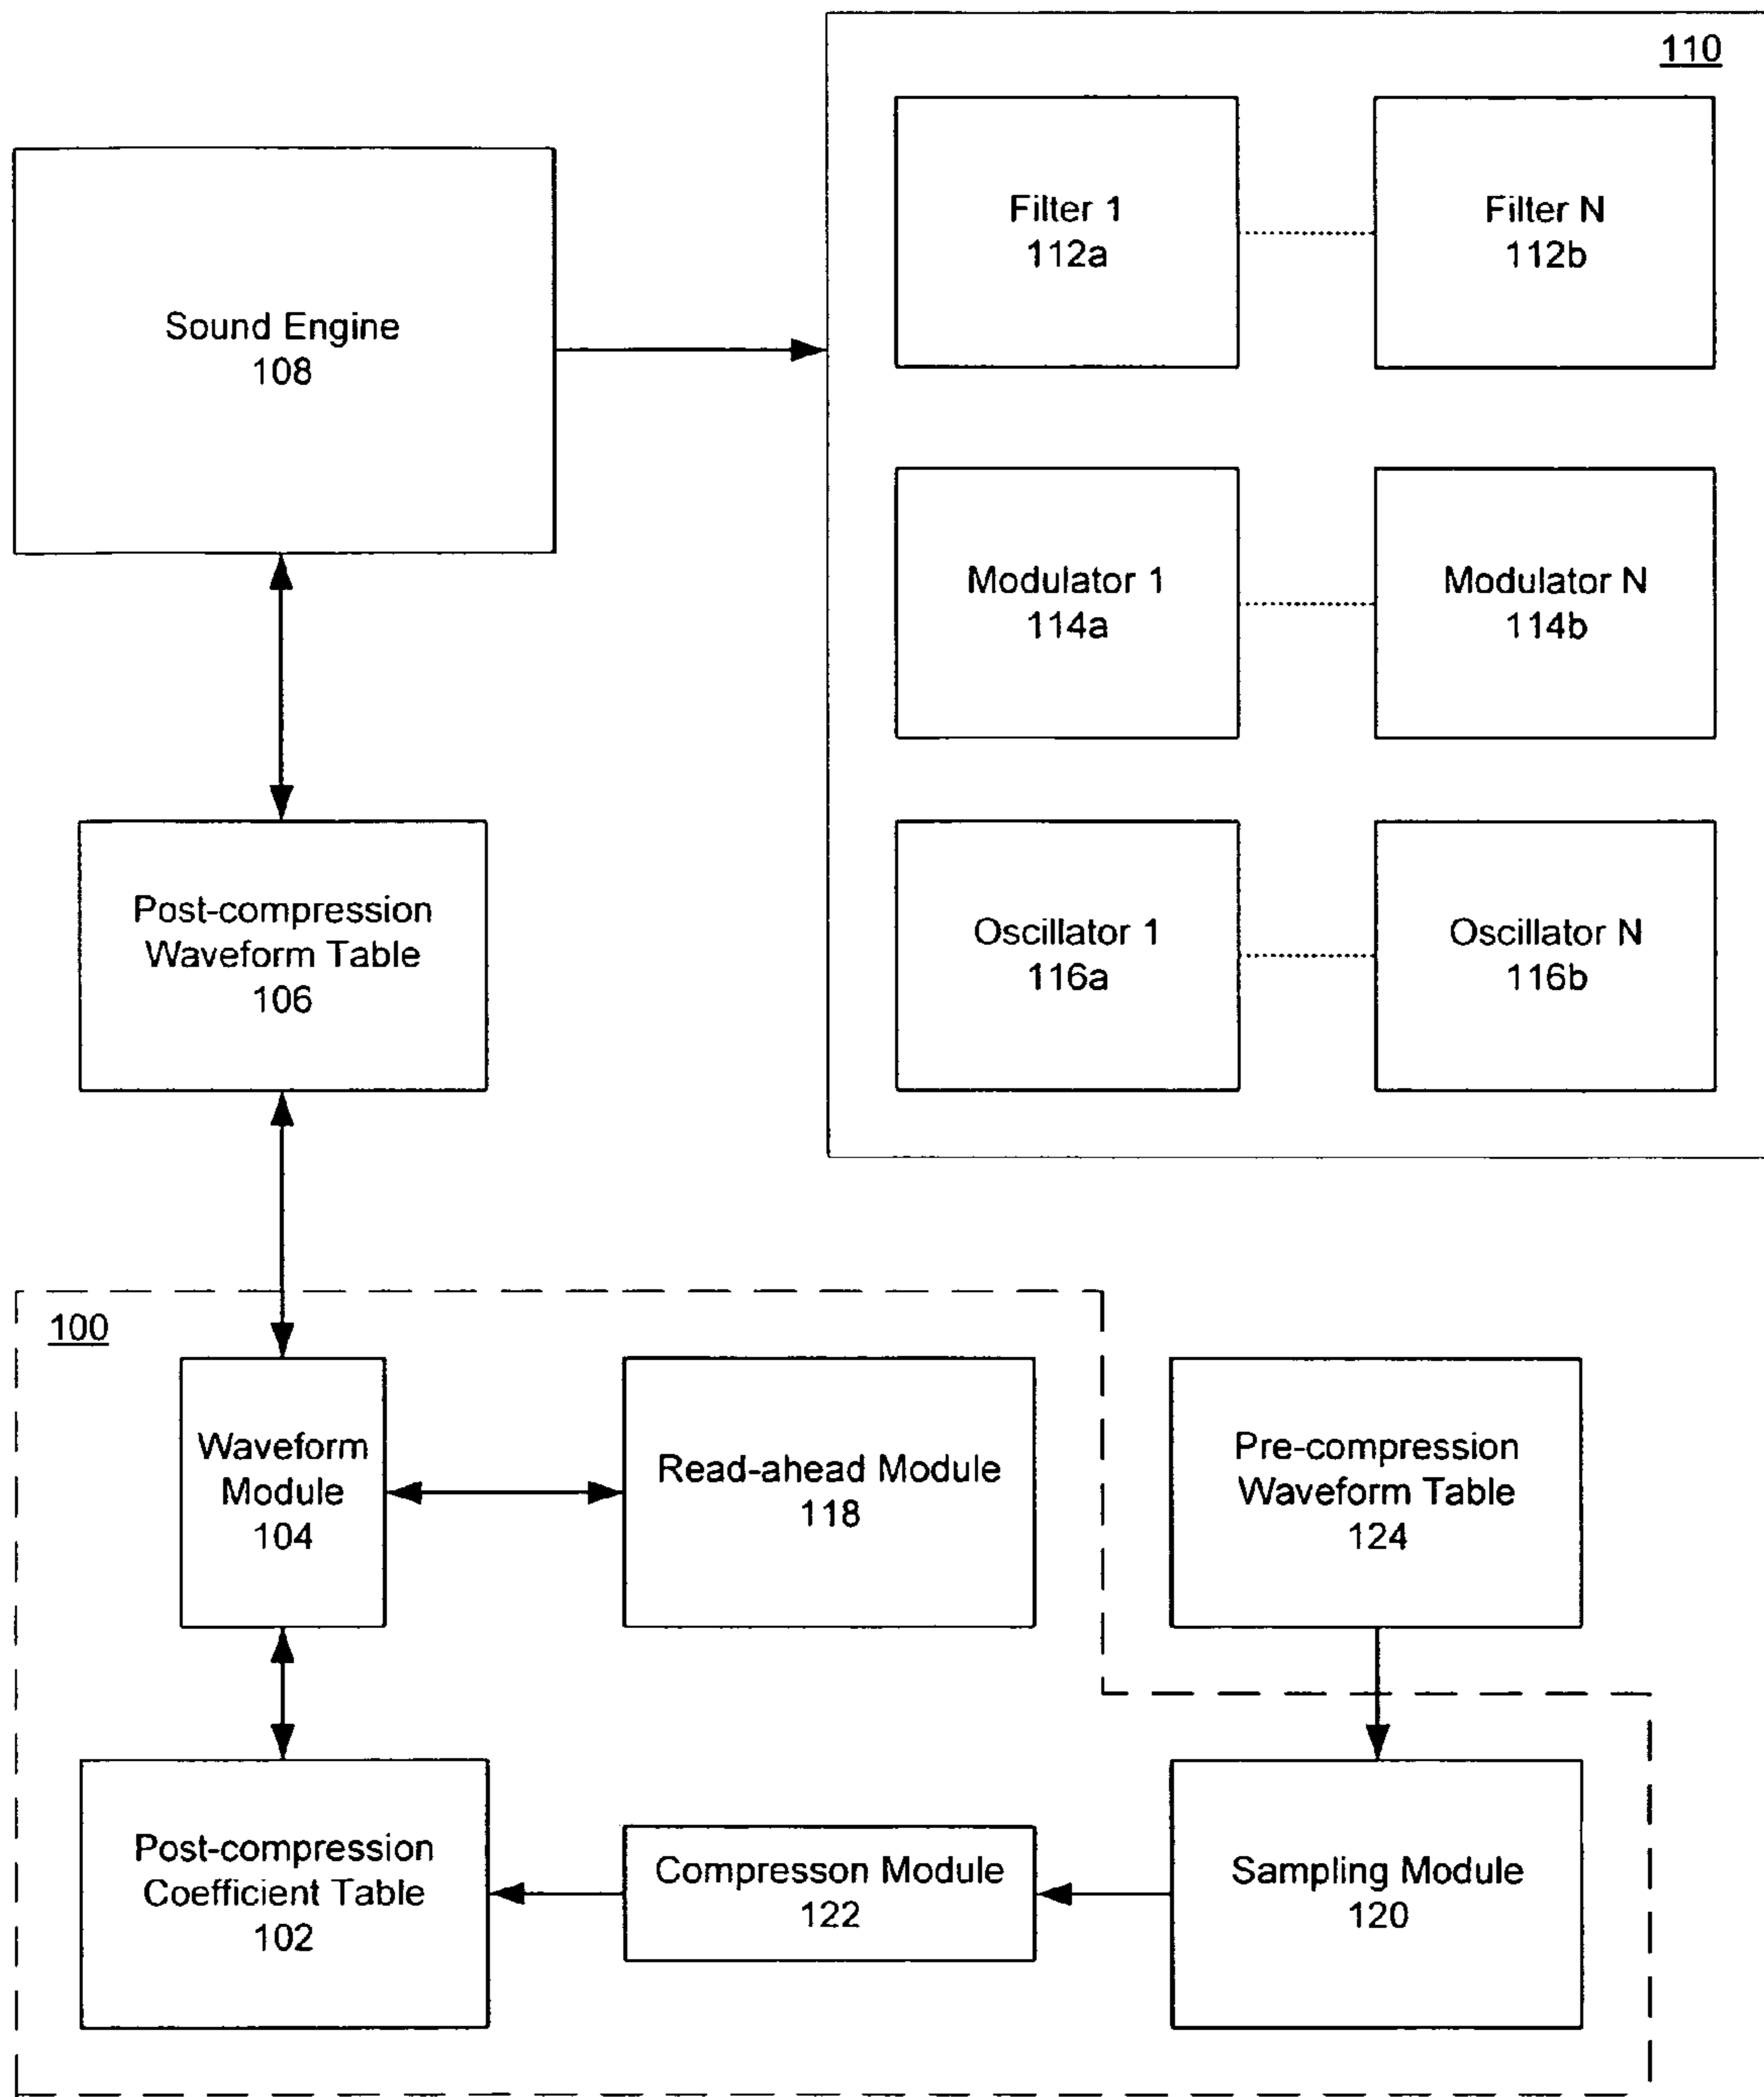 110
Filter 1
112a
Filter N
112b
Sound Engine
108
Modulator 1
114a
Modulator N
114b
Post-compression
Waveform Table
106
Oscillator 1
116a
Oscillator N
116b
100
Waveform
Module
104
Read-ahead Module
118
Pre-compression
Waveform Table
124
Post-compression
Coefficient Table
102
Compresson Module
122
Sampling Module
120